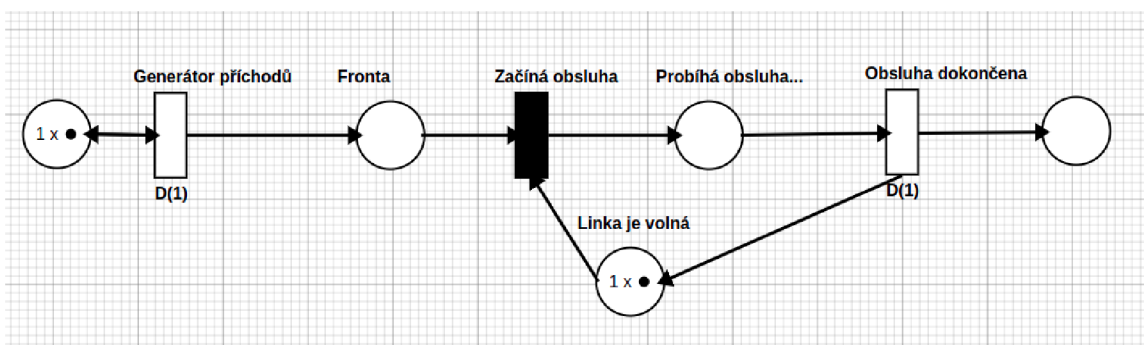 Generátor příchodů
Fronta
Začíná obsluha
Probíhá obsluha...
Obsluha dokončena
1 x
D(1)
D(1)
Linka je volná
1 x